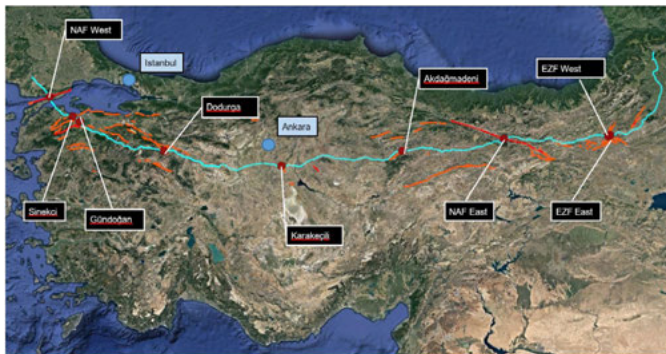 NAF West
Istanbul
EZF West
Akdağmadeni
Dodurga
Ankara
Sinekçi
Gündoğan
Karakeçili
NAF East
EZF East